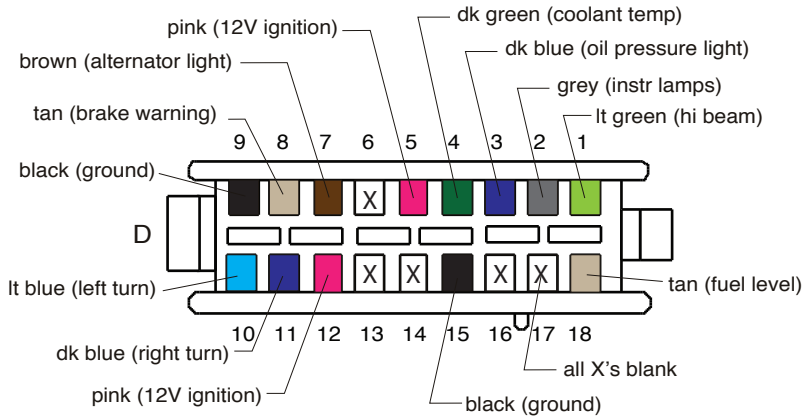 dk green (coolant temp)
pink (12V ignition)
dk blue (oil pressure light)
brown (alternator light)
grey (instr lamps)
tan (brake warning)
lt green (hi beam)
9 8 7 6 5 4 3 2 1
black (ground)
X
D
X X X X
lt blue (left turn)
tan (fuel level)
10 11 12 13 14 15 16 17 18
dk blue (right turn)
all X's blank
pink (12V ignition)
black (ground)